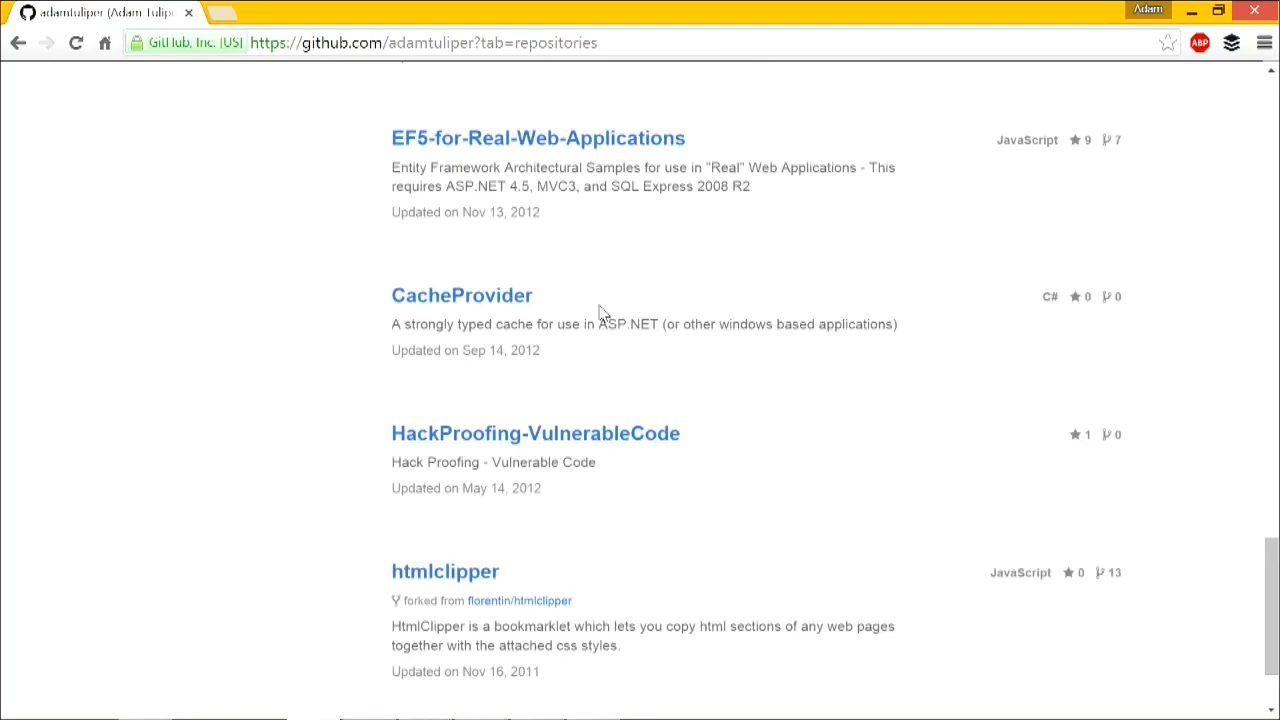 adamtuliper (Adam Tulip
Adam
GitHub, Inc. [US] https://github.com/adamtuliper?tab=repositories
ABP
EF5-for-Real-Web-Applications
JavaScript 9 7
Entity Framework Architectural Samples for use in "Real" Web Applications - This
requires ASP.NET 4.5, MVC3, and SQL Express 2008 R2
Updated on Nov 13, 2012
CacheProvider
C# 0 0
A strongly typed cache for use in ASP.NET (or other windows based applications)
Updated on Sep 14, 2012
HackProofing-VulnerableCode
1 0
Hack Proofing - Vulnerable Code
Updated on May 14, 2012
htmlclipper
JavaScript 0 13
forked from florentin/htmlclipper
HtmlClipper is a bookmarklet which lets you copy html sections of any web pages
together with the attached css styles.
Updated on Nov 16, 2011